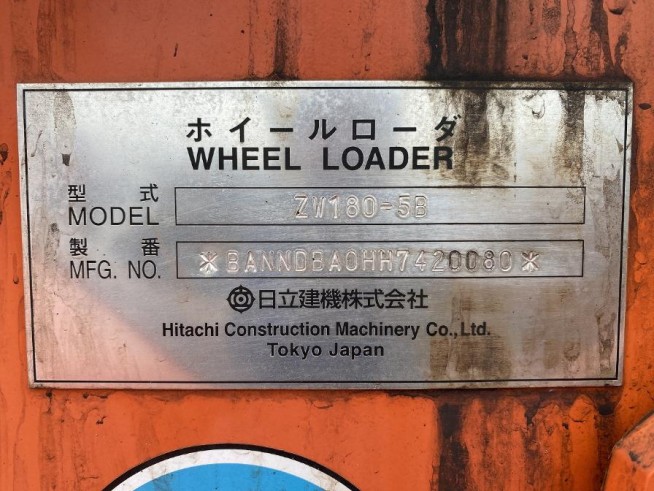 ホイールローダ
WHEEL LOADER
型式 ZW180-5B
MODEL
製番 *BANNDBA0HH7420080*
MFG. NO.
日立建機株式会社
Hitachi Construction Machinery Co.,Ltd.
Tokyo Japan